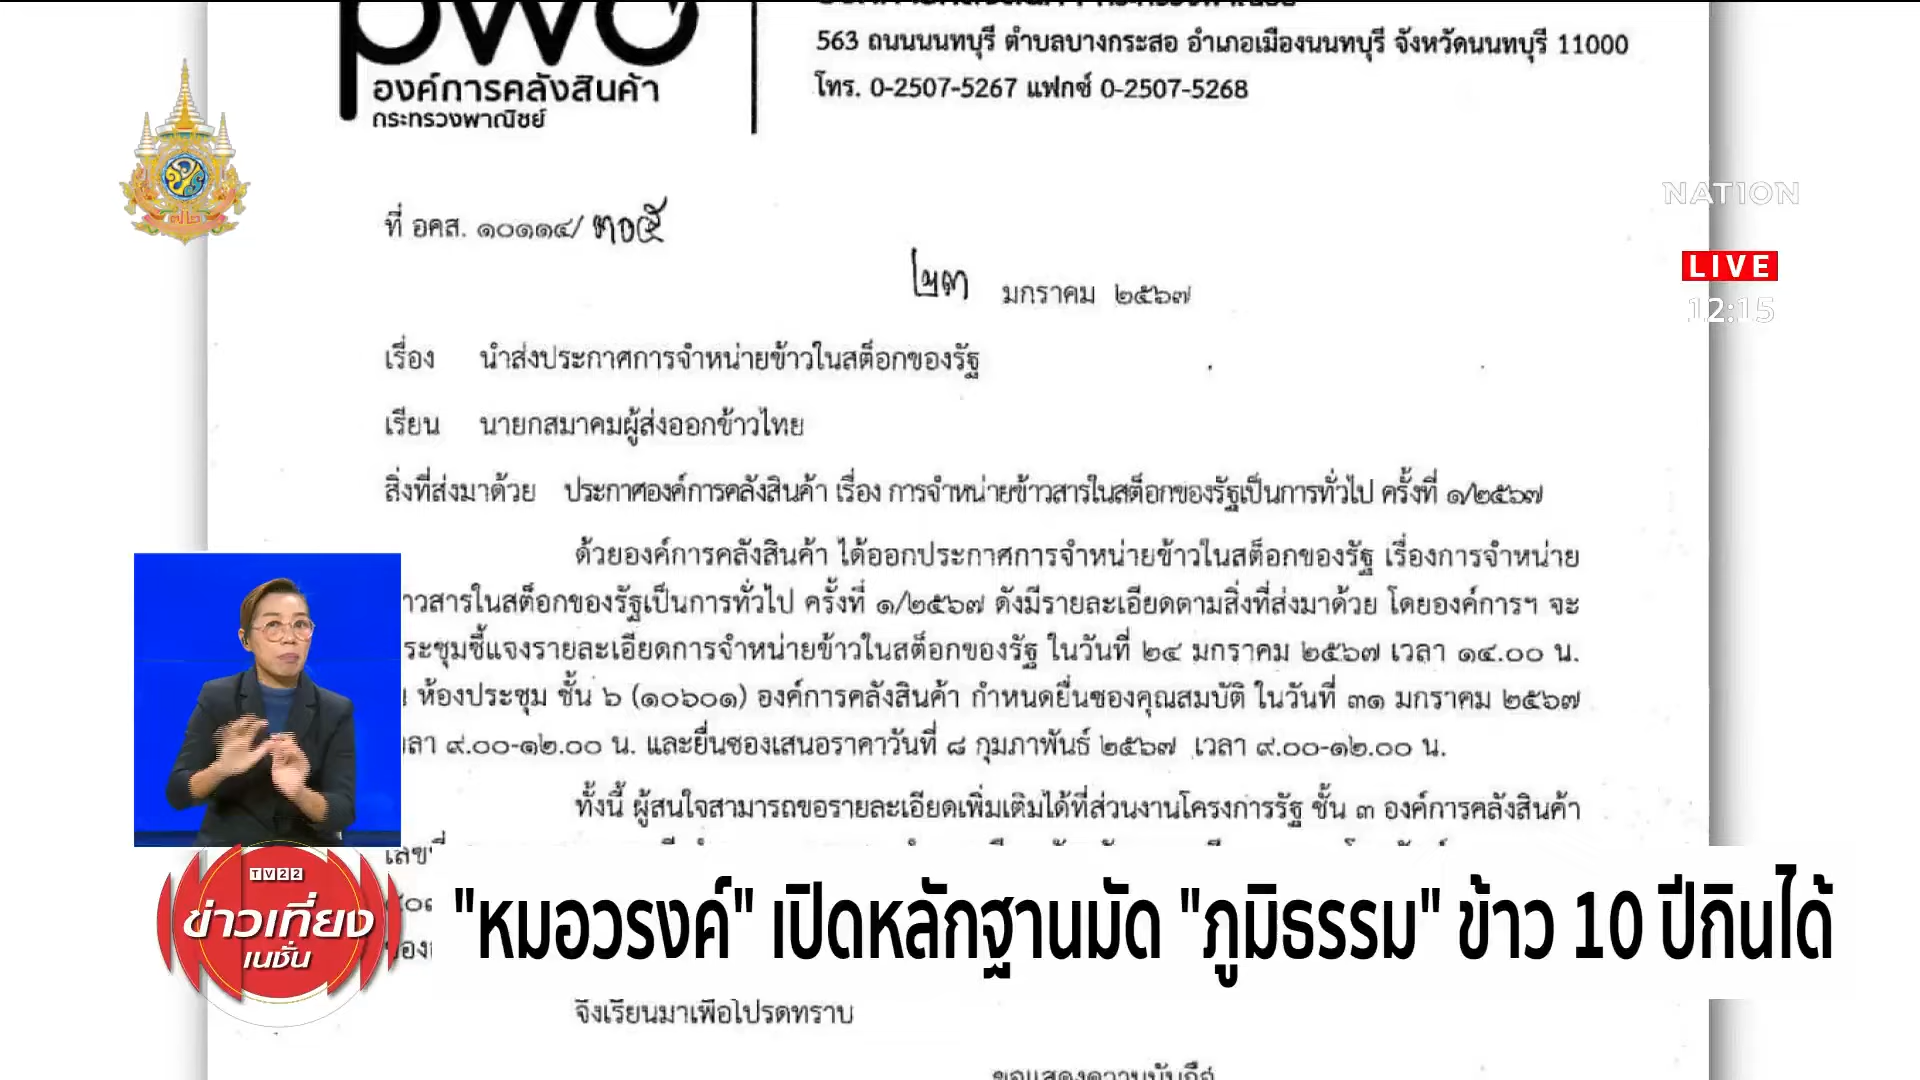 pwo
องค์การคลังสินค้า
กระทรวงพาณิชย์
563 ถนนนนทบุรี ตำบลบางกระสอ อำเภอเมืองนนทบุรี จังหวัดนนทบุรี 11000
โทร. 0-2507-5267 แฟกซ์ 0-2507-5268
NATION
LIVE
12:15
ที่ อคส. ๑๐๑๑๔/ ๓๐๕
๒๓ มกราคม ๒๕๖๗
เรื่อง นำส่งประกาศการจำหน่ายข้าวในสต็อกของรัฐ
เรียน นายกสมาคมผู้ส่งออกข้าวไทย
สิ่งที่ส่งมาด้วย ประกาศองค์การคลังสินค้า เรื่อง การจำหน่ายข้าวสารในสต็อกของรัฐเป็นการทั่วไป ครั้งที่ ๑/๒๕๖๗
ด้วยองค์การคลังสินค้า ได้ออกประกาศการจำหน่ายข้าวในสต็อกของรัฐ เรื่องการจำหน่าย
าวสารในสต็อกของรัฐเป็นการทั่วไป ครั้งที่ ๑/๒๕๖๗ ดังมีรายละเอียดตามสิ่งที่ส่งมาด้วย โดยองค์การฯ จะ
ระชุมชี้แจงรายละเอียดการจำหน่ายข้าวในสต็อกของรัฐ ในวันที่ ๒๔ มกราคม ๒๕๖๗ เวลา ๑๔.๐๐ น.
ห้องประชุม ชั้น ๖ (๑๐๖๐๑) องค์การคลังสินค้า กำหนดยื่นซองคุณสมบัติ ในวันที่ ๓๑ มกราคม ๒๕๖๗
ลา ๙.๐๐-๑๒.๐๐ น. และยื่นซองเสนอราคาวันที่ ๘ กุมภาพันธ์ ๒๕๖๗ เวลา ๙.๐๐-๑๒.๐๐ น.
ทั้งนี้ ผู้สนใจสามารถขอรายละเอียดเพิ่มเติมได้ที่ส่วนงานโครงการรัฐ ชั้น ๓ องค์การคลังสินค้า
TV22
ข่าวเที่ยง
เนชั่น
"หมอวรงค์" เปิดหลักฐานมัด "ภูมิธรรม" ข้าว 10 ปีกินได้
จึงเรียนมาเพื่อโปรดทราบ
ขอแสดงความนับถือ